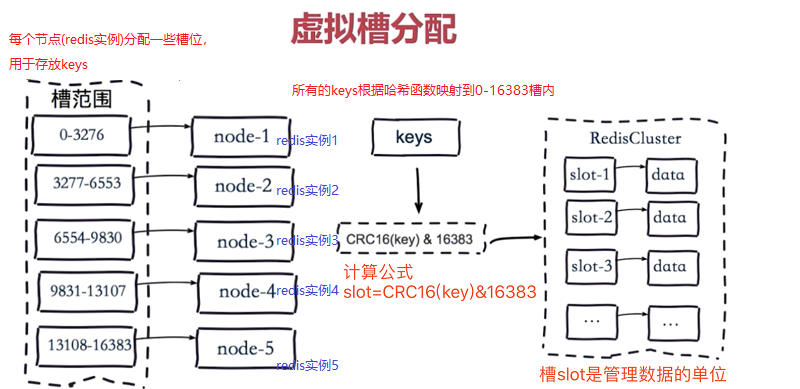 虚拟槽分配
每个节点(redis实例)分配一些槽位，
用于存放keys
槽范围
0-3276
node-1
redis实例1
3277-6553
node-2
redis实例2
6554-9830
node-3
redis实例3
9831-13107
node-4
redis实例4
13108-16383
node-5
redis实例5
所有的keys根据哈希函数映射到0-16383槽内
keys
CRC16(key) & 16383
计算公式
slot=CRC16(key)&16383
RedisCluster
slot-1
data
slot-2
data
slot-3
data
...
...
槽slot是管理数据的单位